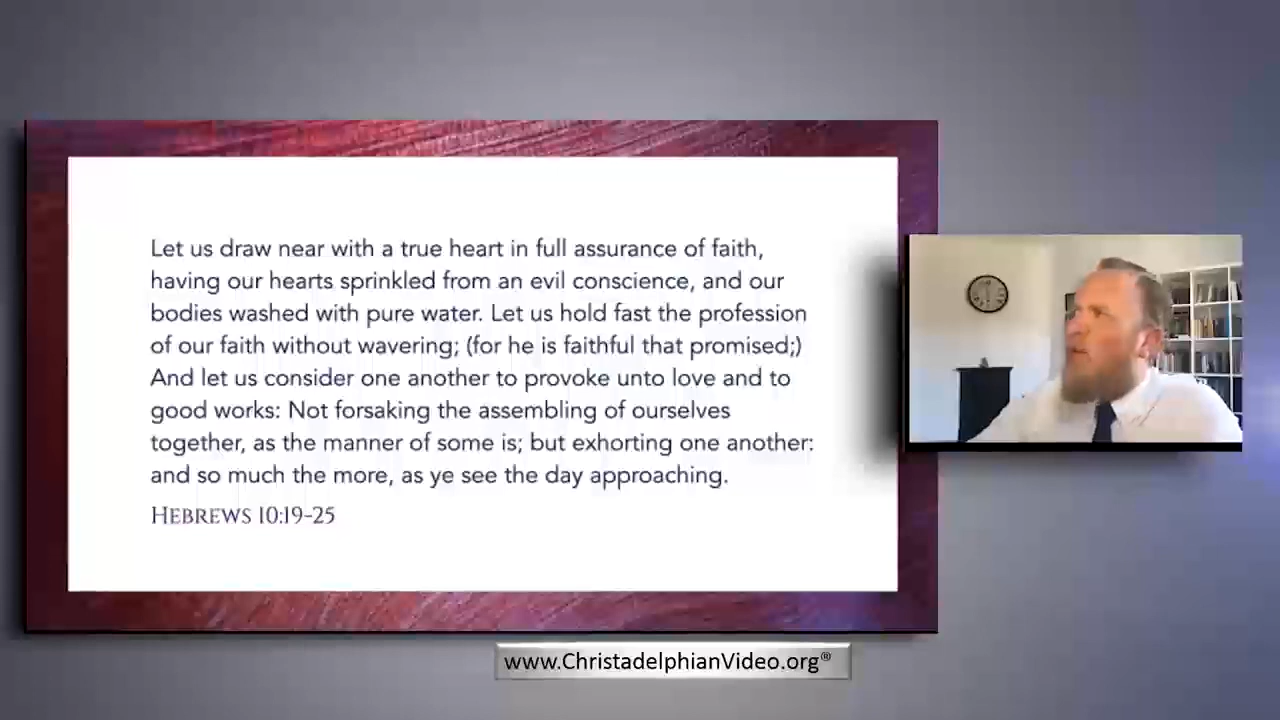 Let us draw near with a true heart in full assurance of faith,
having our hearts sprinkled from an evil conscience, and our
bodies washed with pure water. Let us hold fast the profession
of our faith without wavering; (for he is faithful that promised;)
And let us consider one another to provoke unto love and to
good works: Not forsaking the assembling of ourselves
together, as the manner of some is; but exhorting one another:
and so much the more, as ye see the day approaching.
HEBREWS 10:19-25
www.ChristadelphianVideo.org®